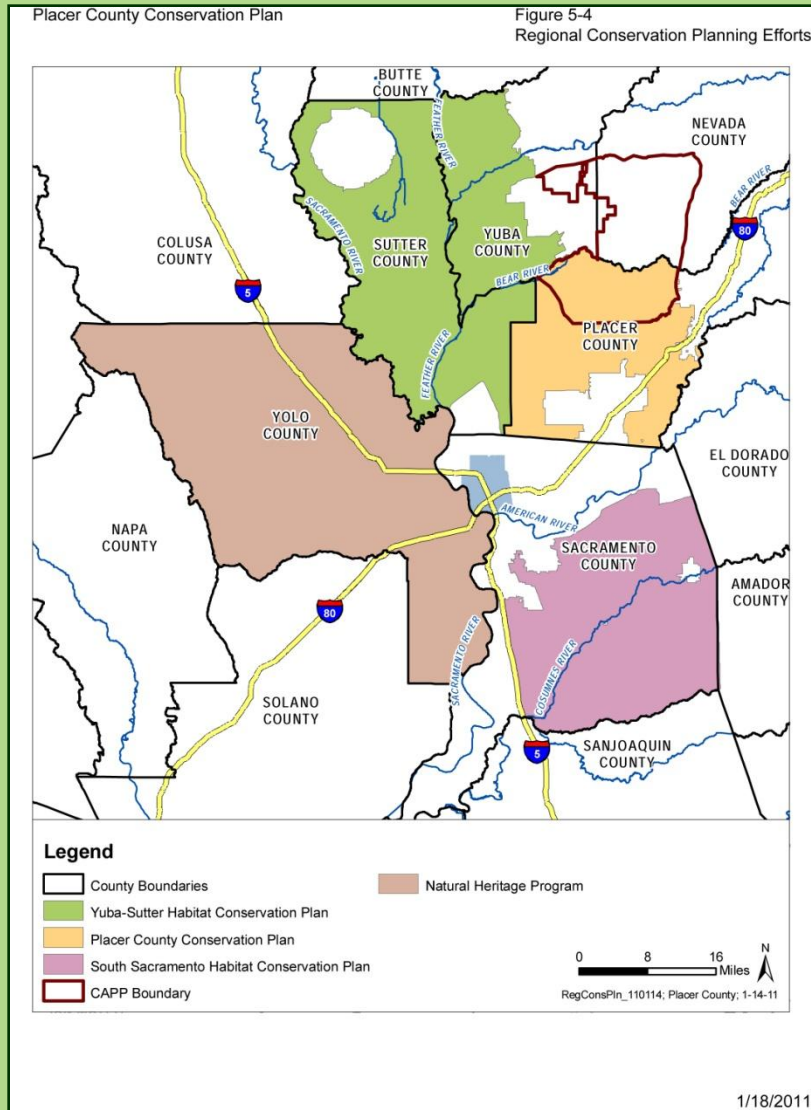 Placer County Conservation Plan
Figure 5-4
Regional Conservation Planning Efforts
BUTTE
COUNTY
FEATHER RIVER
NEVADA
COUNTY
BEAR RIVER
80
SACRAMENTO RIVER
COLUSA
COUNTY
SUTTER
COUNTY
YUBA
COUNTY
BEAR RIVER
5
PLACER
COUNTY
FEATHER RIVER
YOLO
COUNTY
EL DORADO
COUNTY
AMERICAN RIVER
NAPA
COUNTY
SACRAMENTO
COUNTY
AMADOR
COUNTY
80
SACRAMENTO RIVER
COSUMNES RIVER
SOLANO
COUNTY
5
SANJOAQUIN
COUNTY
Legend
County Boundaries
Natural Heritage Program
Yuba-Sutter Habitat Conservation Plan
Placer County Conservation Plan
South Sacramento Habitat Conservation Plan
CAPP Boundary
0 8 16
Miles
N
RegConsPln_110114; Placer County; 1-14-11
1/18/2011